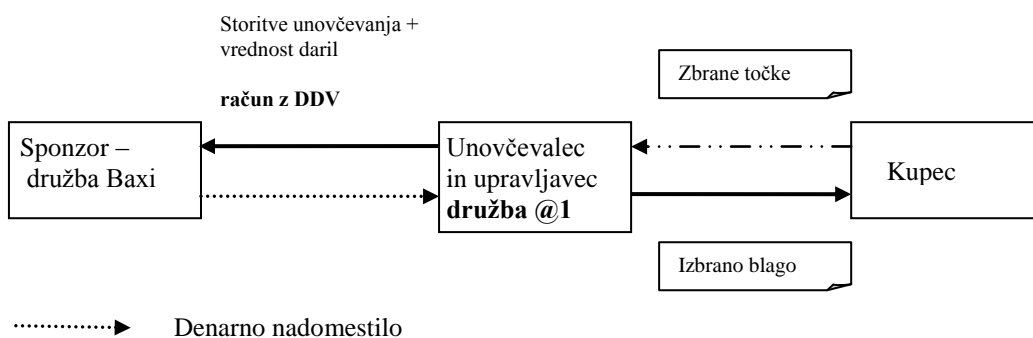 Storitve unovčevanja +
vrednost daril
račun z DDV
Zbrane točke
Sponzor –
družba Baxi
Unovčevalec
in upravljavec
družba @1
Kupec
Izbrano blago
Denarno nadomestilo